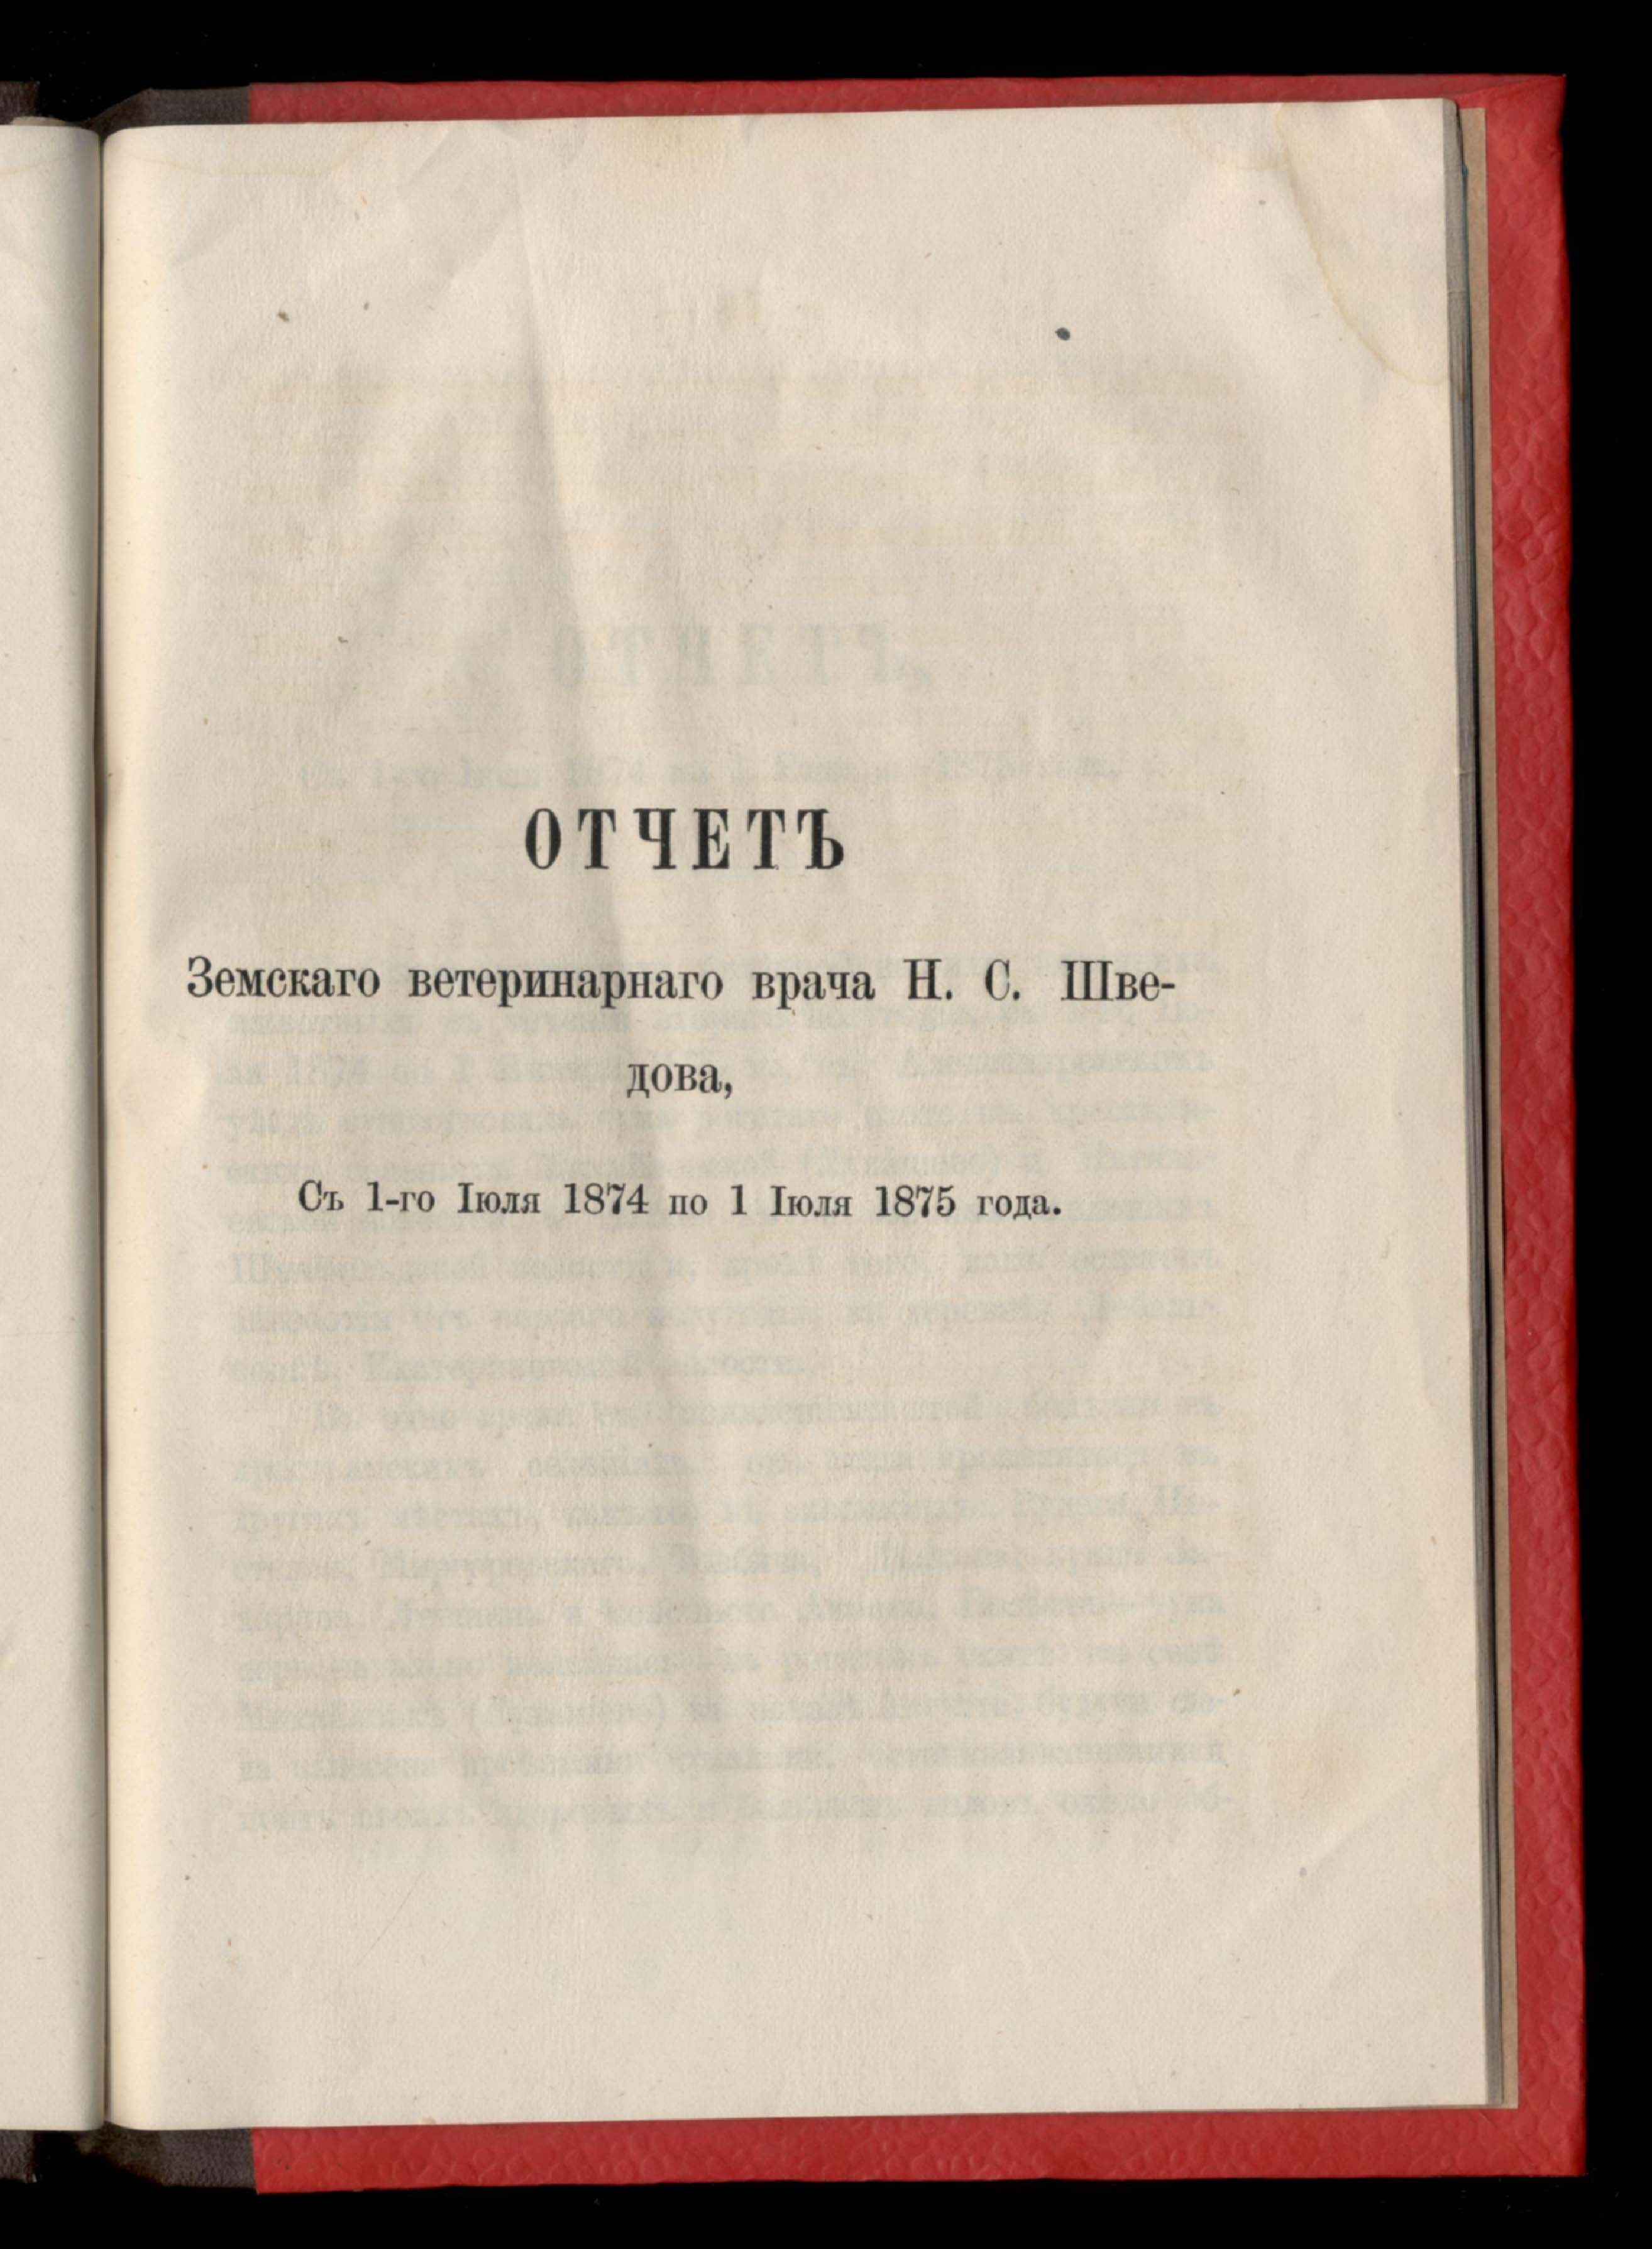 ОТЧЕТЪ
Земскаго ветеринарнаго врача Н. С. Шве-
дова,
Съ 1-го Іюля 1874 по 1 Іюля 1875 года.